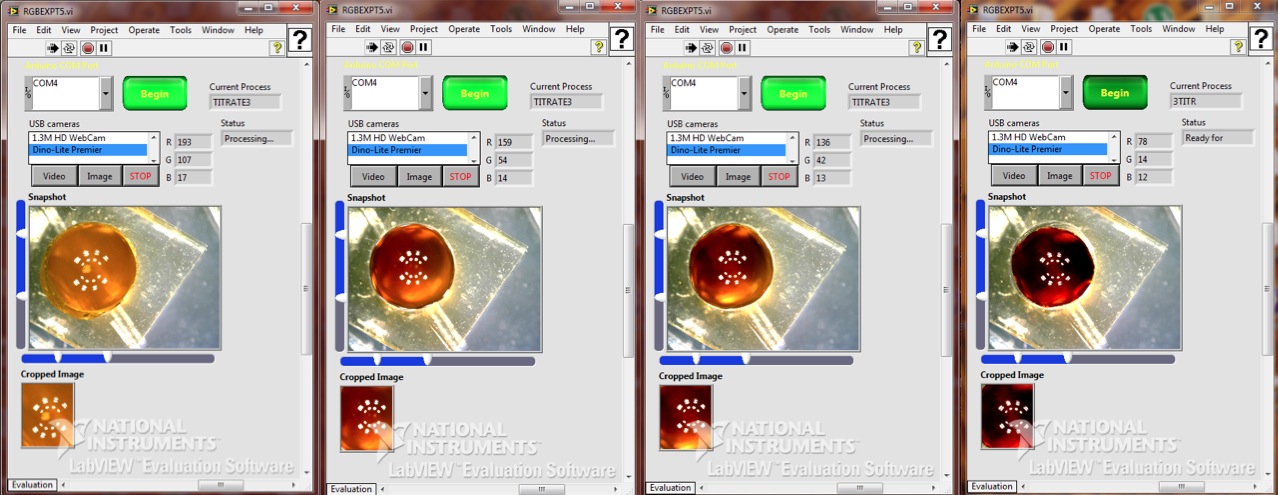 RGBEXPT5.vi
File Edit View Project Operate Tools Window Help
?
?
Arduino COM Port
COM4
I/O
Begin
Current Process
TITRATE3
USB cameras
Status
1.3M HD WebCam
Dino-Lite Premier
R 193
Processing...
G 107
B 17
Video Image STOP
Snapshot
Cropped Image
NATIONAL
INSTRUMENTS™
LabVIEW™ Evaluation Software
Evaluation
RGBEXPT5.vi
File Edit View Project Operate Tools Window Help
?
?
Arduino COM Port
COM4
I/O
Begin
Current Process
TITRATE3
USB cameras
Status
1.3M HD WebCam
Dino-Lite Premier
R 159
Processing...
G 54
B 14
Video Image STOP
Snapshot
Cropped Image
NATIONAL
INSTRUMENTS™
LabVIEW™ Evaluation Software
Evaluation
RGBEXPT5.vi
File Edit View Project Operate Tools Window Help
?
?
Arduino COM Port
COM4
I/O
Begin
Current Process
TITRATE3
USB cameras
Status
1.3M HD WebCam
Dino-Lite Premier
R 136
Processing...
G 42
B 13
Video Image STOP
Snapshot
Cropped Image
NATIONAL
INSTRUMENTS™
LabVIEW™ Evaluation Software
Evaluation
RGBEXPT5.vi
File Edit View Project Operate Tools Window Help
?
?
Arduino COM Port
COM4
I/O
Begin
Current Process
3TITR
USB cameras
Status
1.3M HD WebCam
Dino-Lite Premier
R 78
Ready for
G 14
B 12
Video Image STOP
Snapshot
Cropped Image
NATIONAL
INSTRUMENTS™
LabVIEW™ Evaluation Software
Evaluation